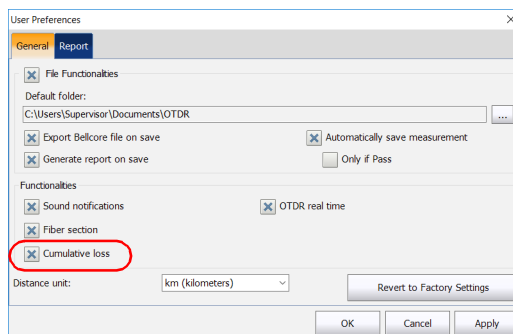 User Preferences
General Report
File Functionalities
Default folder:
C:\Users\Supervisor\Documents\OTDR ...
Export Bellcore file on save Automatically save measurement
Generate report on save Only if Pass
Functionalities
Sound notifications OTDR real time
Fiber section
Cumulative loss
Distance unit: km (kilometers) Revert to Factory Settings
OK Cancel Apply